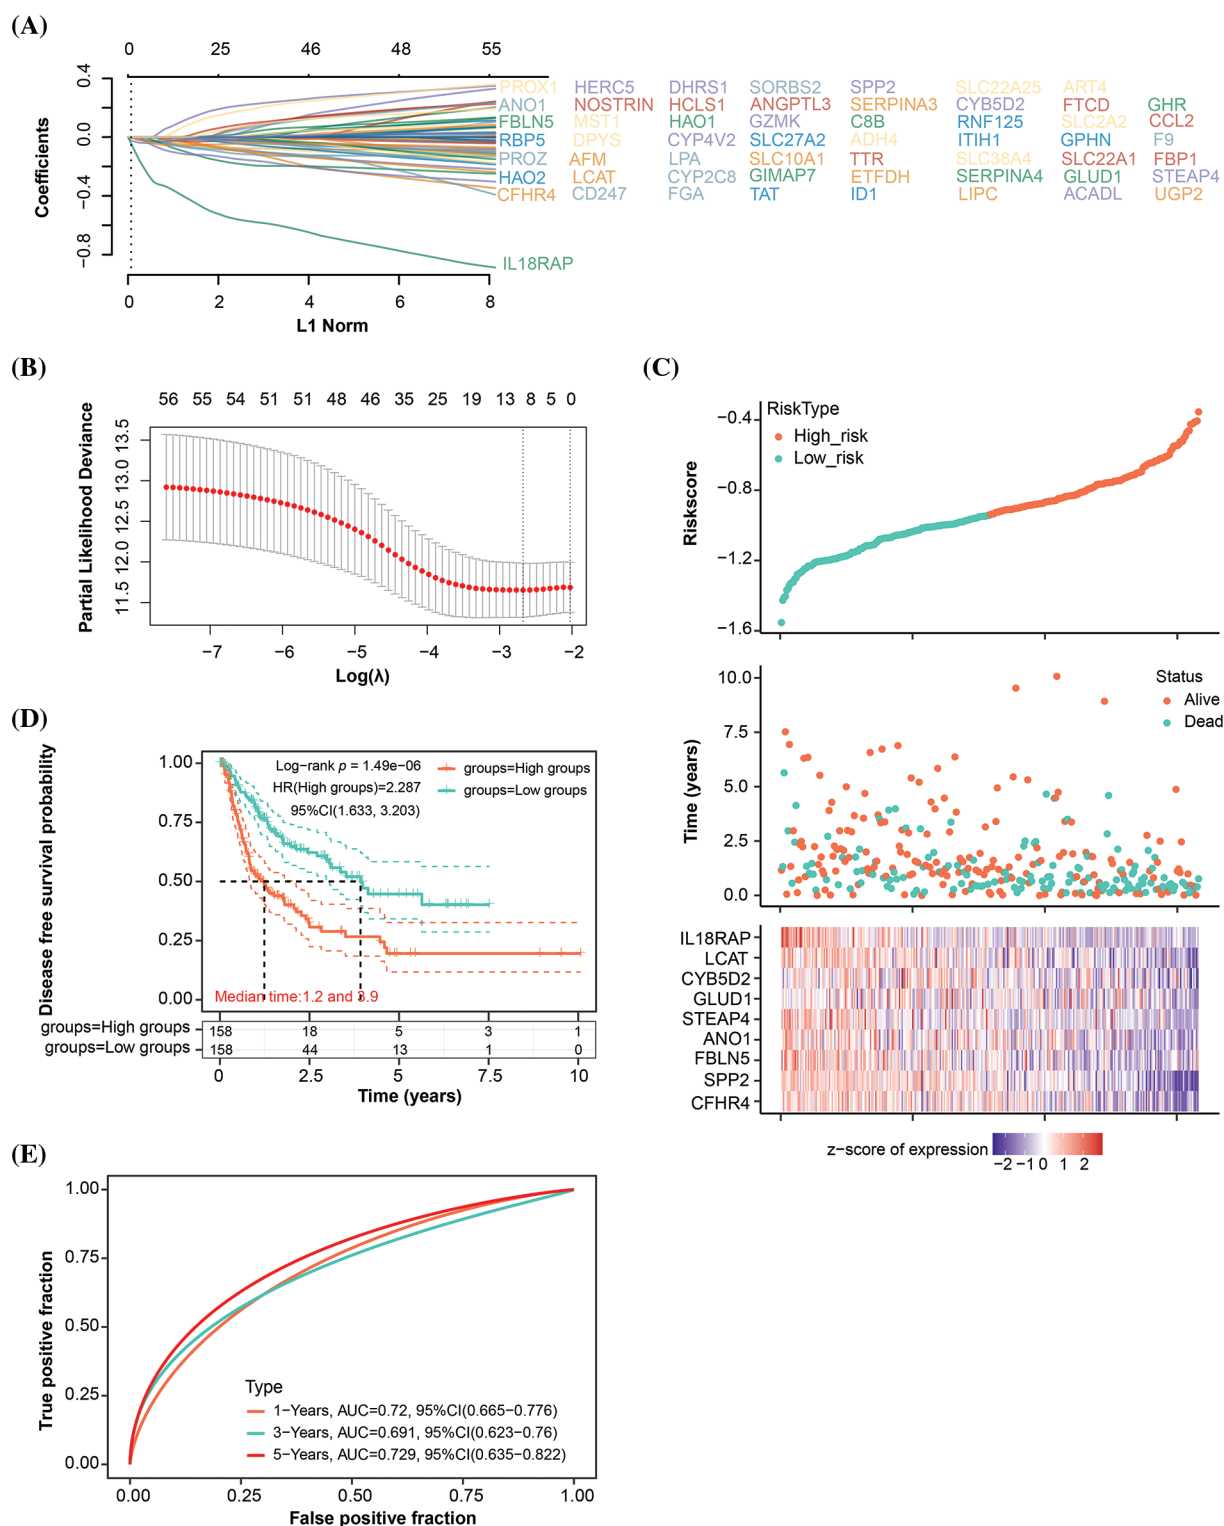 (A)
0 25 46 48 55
0.4
0.0
−0.4
−0.8
Coefficients
PROX1 HERC5 DHRS1 SORBS2 SPP2 SLC22A25 ART4
ANO1 NOSTRIN HCLS1 ANGPTL3 SERPINA3 CYB5D2 FTCD GHR
FBLN5 MST1 HAO1 GZMK C8B RNF125 SLC2A2 CCL2
RBP5 DPYS CYP4V2 SLC27A2 ADH4 ITIH1 GPHN F9
PROZ AFM LPA SLC10A1 TTR SLC38A4 SLC22A1 FBP1
HAO2 LCAT CYP2C8 GIMAP7 ETFDH SERPINA4 GLUD1 STEAP4
CFHR4 CD247 FGA TAT ID1 LIPC ACADL UGP2
IL18RAP
0 2 4 6 8
L1 Norm
(B)
56 55 54 51 51 48 46 35 25 19 13 8 5 0
Partial Likelihood Deviance
13.5
13.0
12.5
12.0
11.5
−7 −6 −5 −4 −3 −2
Log(λ)
(C)
RiskType
High_risk
Low_risk
Riskscore
−0.4
−0.8
−1.2
−1.6
Status
Alive
Dead
Time (years)
10.0
7.5
5.0
2.5
0.0
IL18RAP
LCAT
CYB5D2
GLUD1
STEAP4
ANO1
FBLN5
SPP2
CFHR4
z−score of expression
−2 −1 0 1 2
(D)
Disease free survival probability
1.00
0.75
0.50
0.25
0.00
Log−rank p = 1.49e−06
HR(High groups)=2.287
95%CI(1.633, 3.203)
groups=High groups
groups=Low groups
Median time:1.2 and 3.9
groups=High groups 158 18 5 3 1
groups=Low groups 158 44 13 1 0
0 2.5 5 7.5 10
Time (years)
(E)
True positive fraction
1.00
0.75
0.50
0.25
0.00
Type
1−Years, AUC=0.72, 95%CI(0.665−0.776)
3−Years, AUC=0.691, 95%CI(0.623−0.76)
5−Years, AUC=0.729, 95%CI(0.635−0.822)
0.00 0.25 0.50 0.75 1.00
False positive fraction